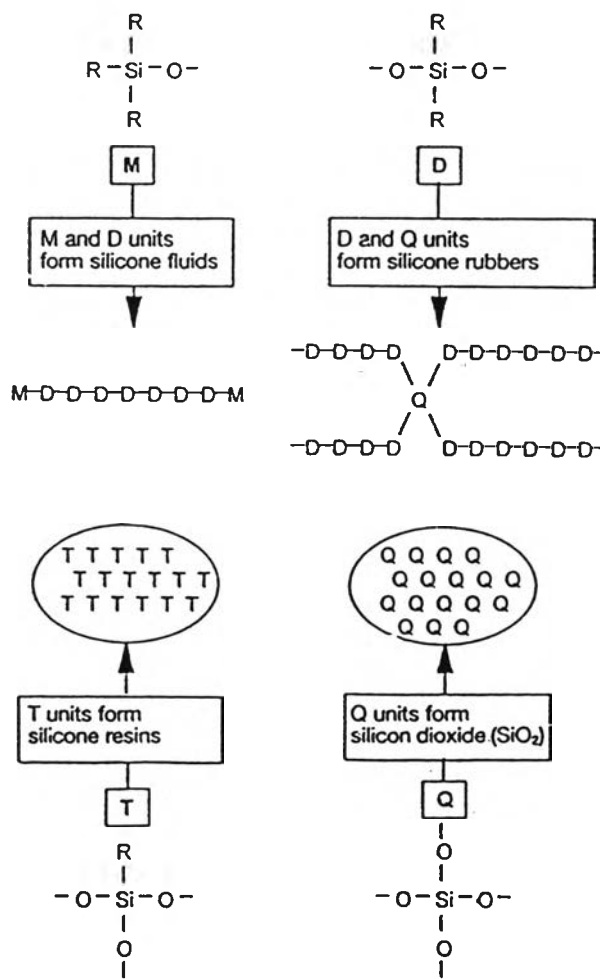 R
R-Si-O-
R
M
M and D units
form silicone fluids
M-D-D-D-D-D-D-D-M
R
-O-Si-O-
R
D
D and Q units
form silicone rubbers
-D-D-D-D D-D-D-D-D-D-
Q
-D-D-D-D D-D-D-D-D-D-
T T T T T
T T T T T T
T T T T T T
T units form
silicone resins
T
R
-O-Si-O-
O
Q Q Q Q
Q Q Q Q Q
Q Q Q Q Q
Q Q Q
Q units form
silicon dioxide (SiO₂)
Q
O
-O-Si-O-
O